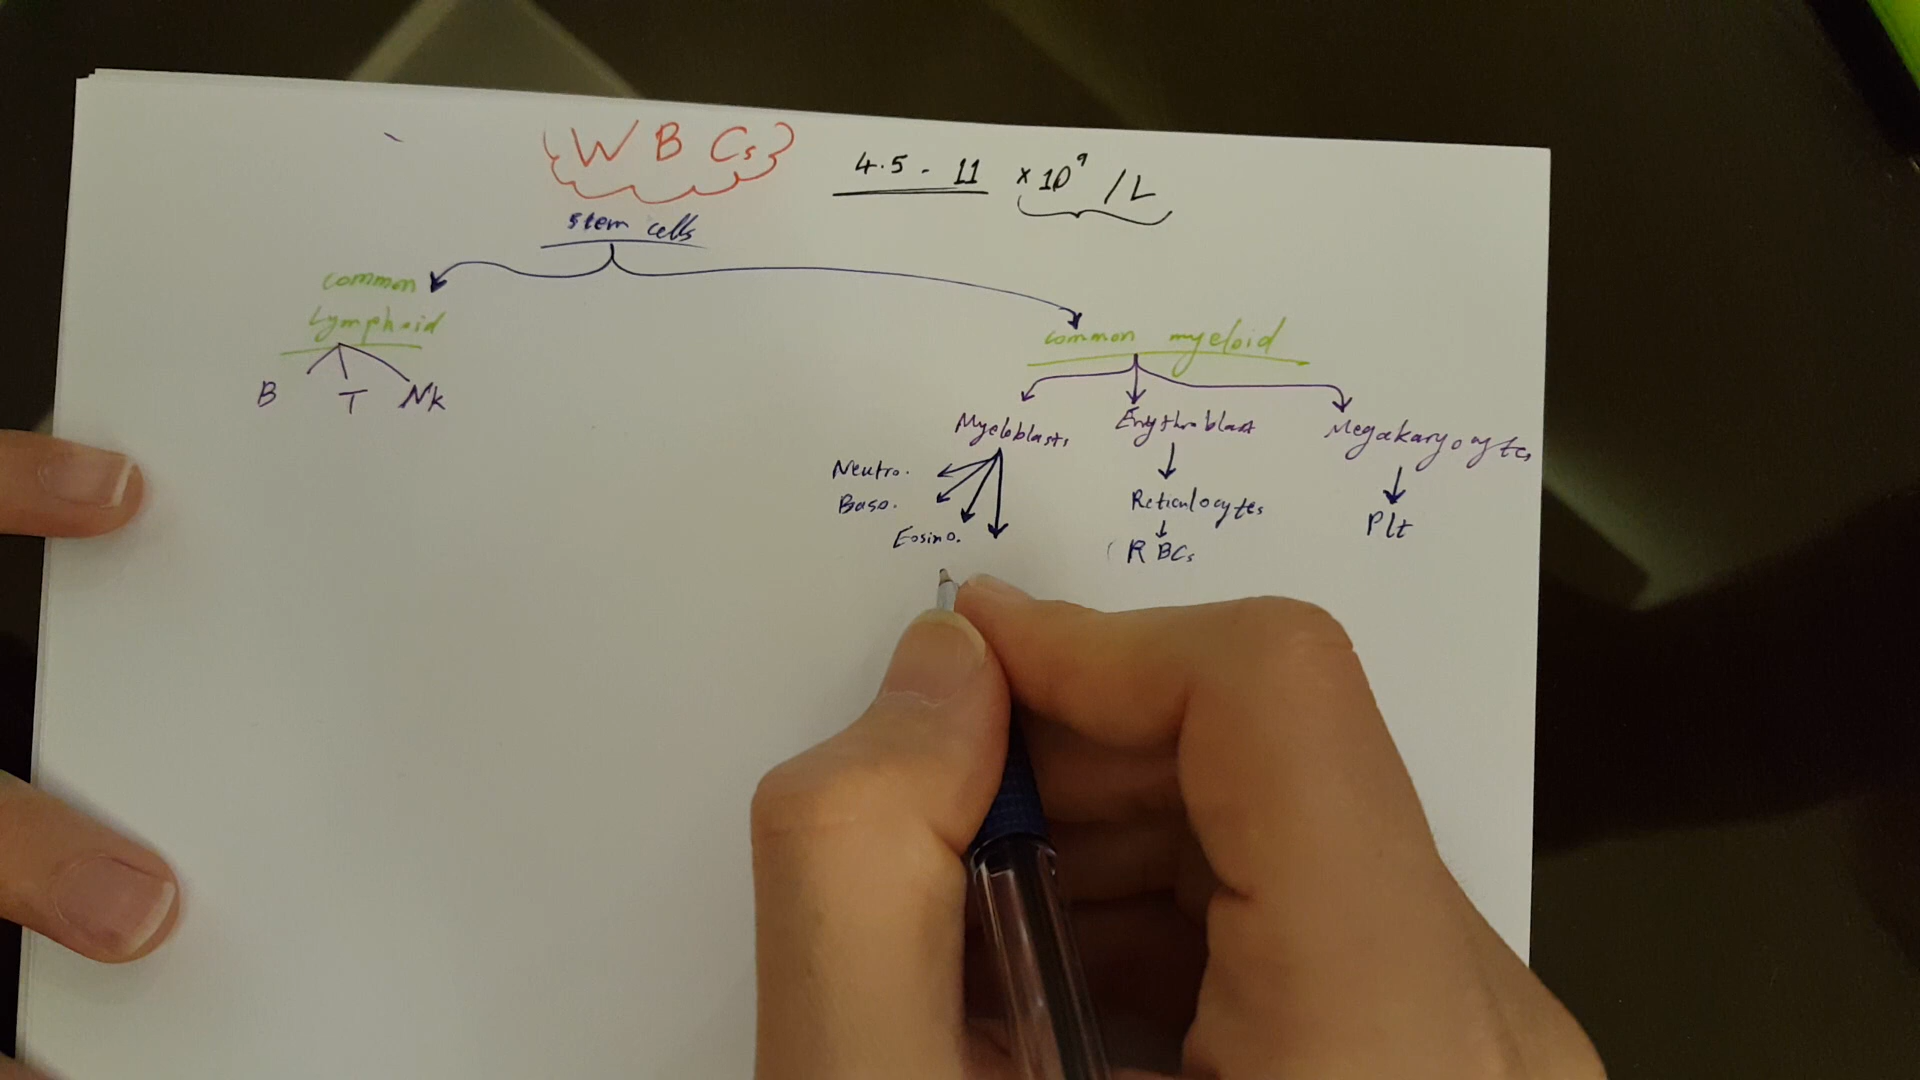 WBCs 4.5 - 11 ×10⁹ /L
stem cells
common
Lymphoid
B T Nk
common myeloid
Myeloblasts Erythroblast Megakaryocytes
Neutro.
Baso.
Eosino.
Reticulocytes
RBCs
Plt